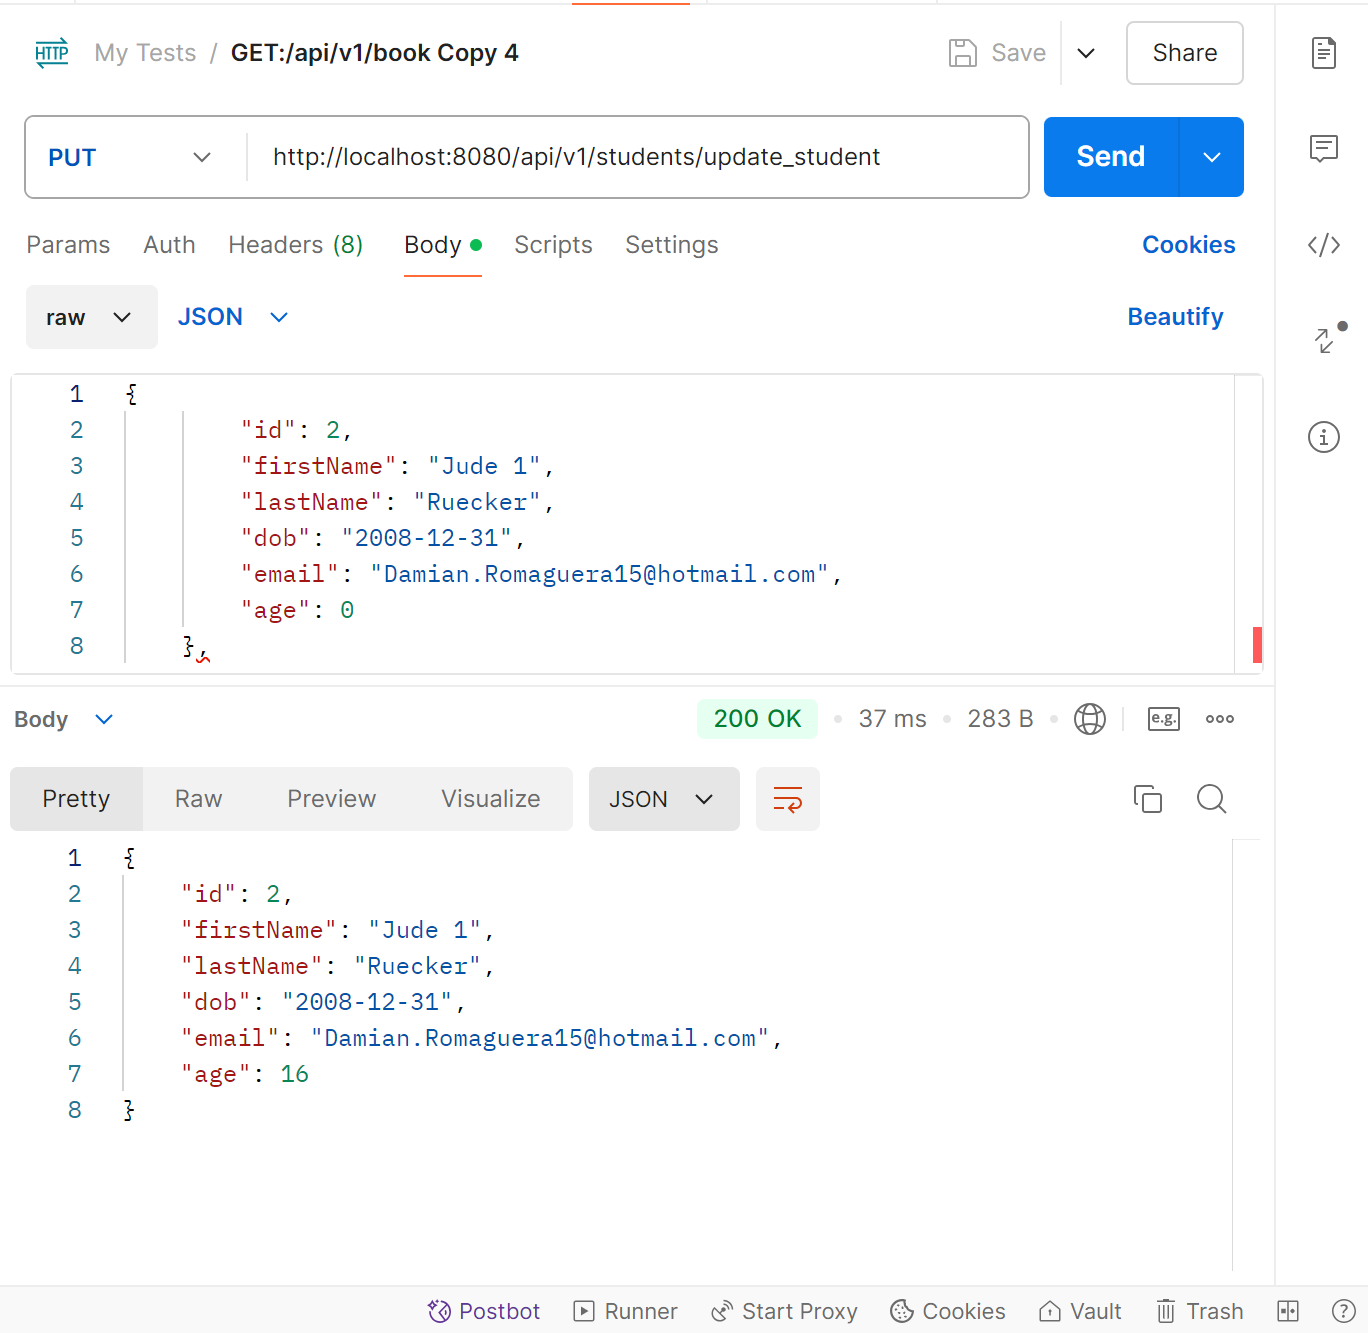 HTTP My Tests / GET:/api/v1/book Copy 4 Save Share
PUT http://localhost:8080/api/v1/students/update_student Send
Params Auth Headers (8) Body Scripts Settings Cookies
raw JSON Beautify
1 {
2 "id": 2,
3 "firstName": "Jude 1",
4 "lastName": "Ruecker",
5 "dob": "2008-12-31",
6 "email": "Damian.Romaguera15@hotmail.com",
7 "age": 0
8 },
Body 200 OK 37 ms 283 B e.g.
Pretty Raw Preview Visualize JSON
1 {
2 "id": 2,
3 "firstName": "Jude 1",
4 "lastName": "Ruecker",
5 "dob": "2008-12-31",
6 "email": "Damian.Romaguera15@hotmail.com",
7 "age": 16
8 }
Postbot Runner Start Proxy Cookies Vault Trash